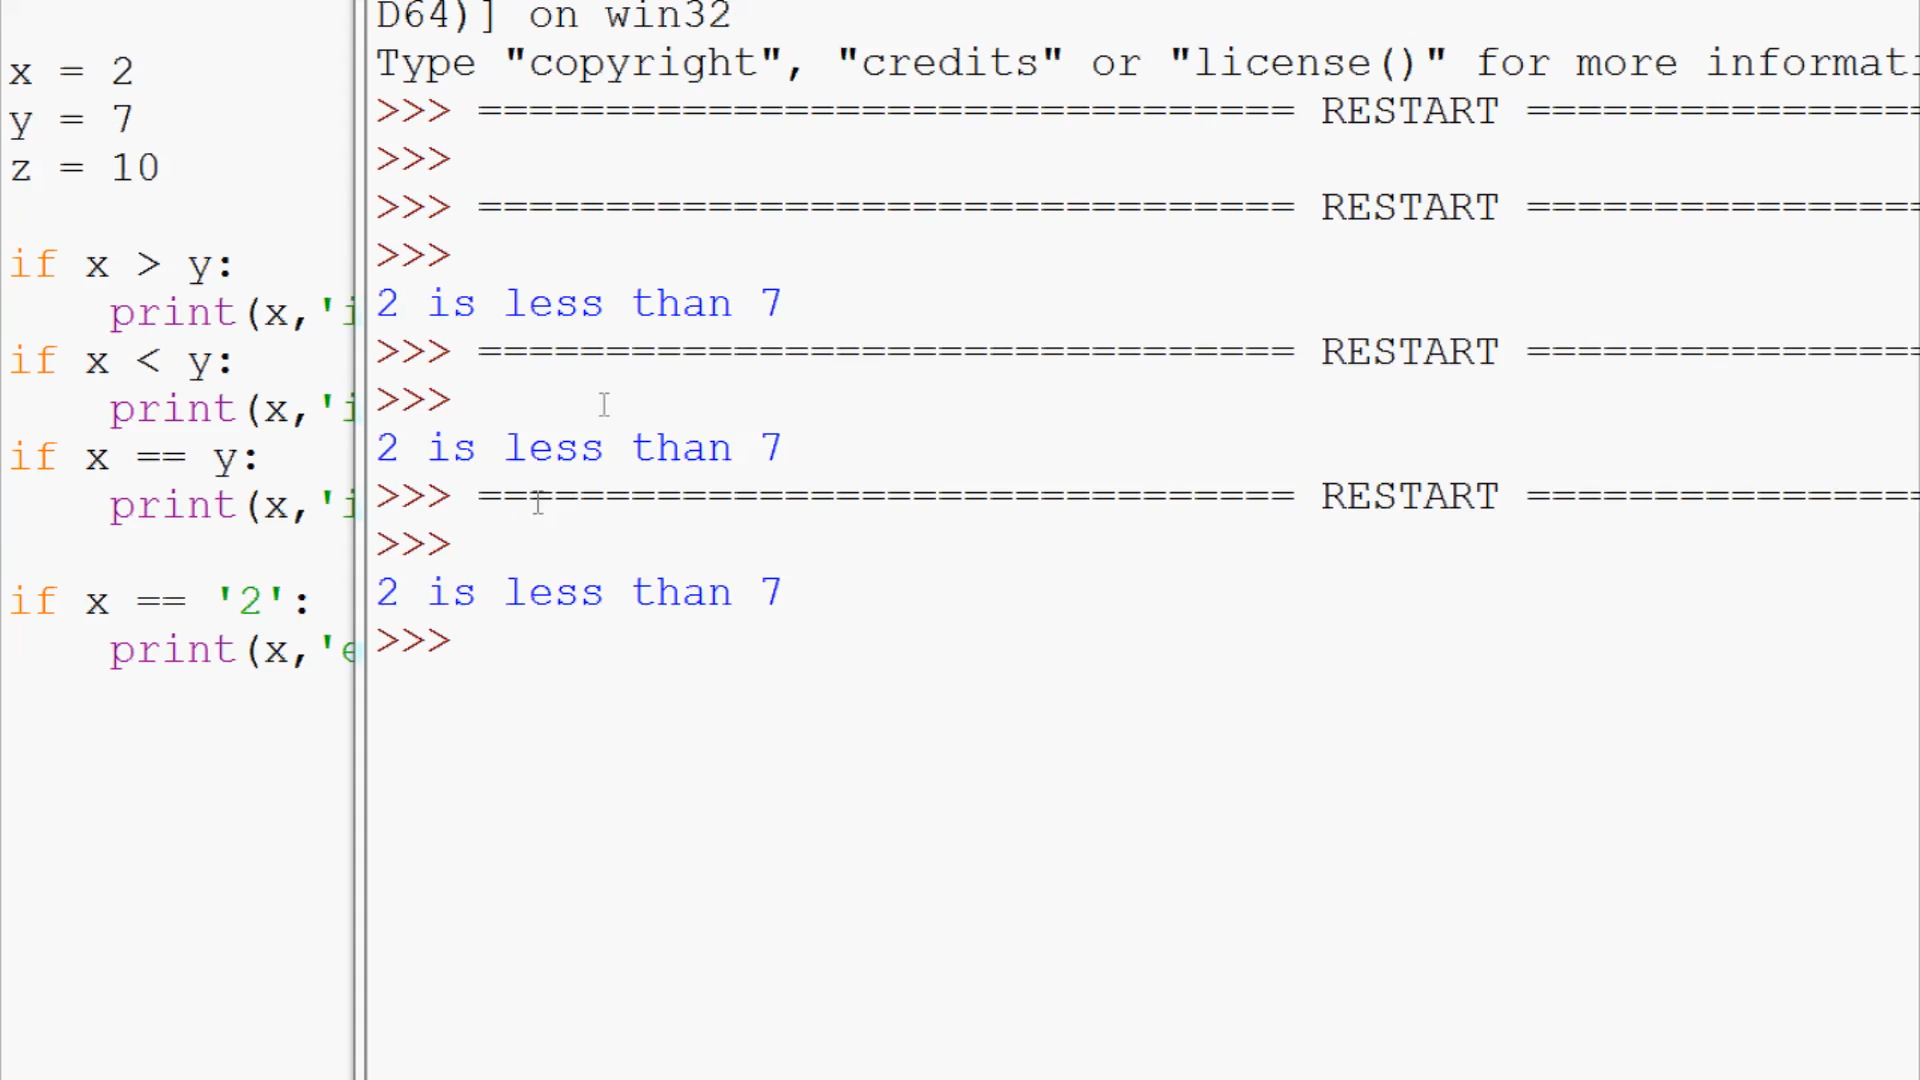 x = 2
y = 7
z = 10
if x > y:
print(x,'i
if x < y:
print(x,'i
if x == y:
print(x,'i
if x == '2':
print(x,'e
D64)] on win32
Type "copyright", "credits" or "license()" for more informati
>>> ================================ RESTART ================
>>>
>>> ================================ RESTART ================
>>>
2 is less than 7
>>> ================================ RESTART ================
>>>
2 is less than 7
>>> ================================ RESTART ================
>>>
2 is less than 7
>>>